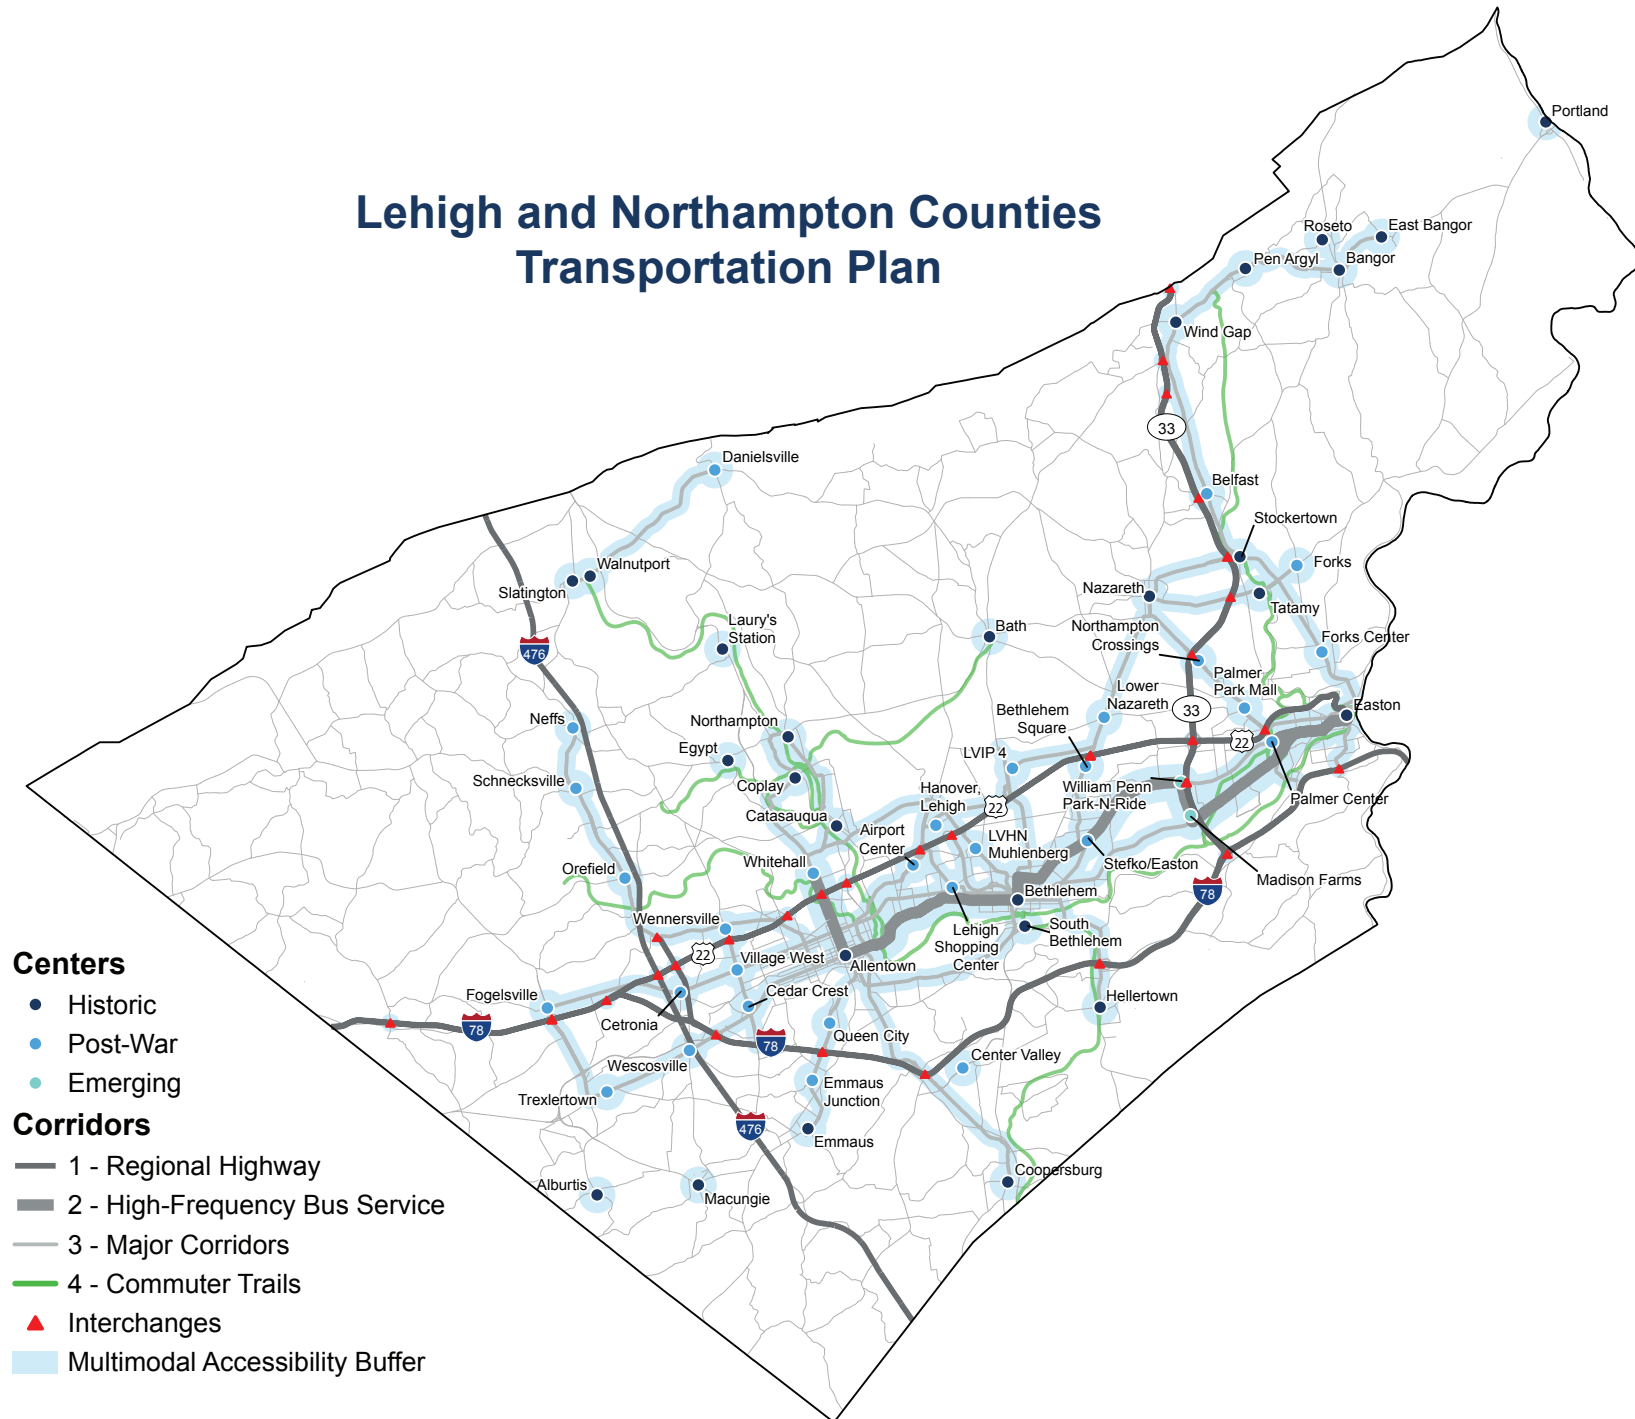 Lehigh and Northampton Counties
Transportation Plan
Portland
Roseto
East Bangor
Pen Argyl
Bangor
Wind Gap
33
Danielsville
Belfast
Stockertown
Walnutport
Slatington
Forks
Nazareth
Tatamy
Laury's
Station
Bath
Northampton
Crossings
Forks Center
476
Palmer
Park Mall
Lower
Nazareth
Easton
Neffs
Northampton
Bethlehem
Square
33
22
Egypt
LVIP 4
Schnecksville
Coplay
Hanover,
Lehigh
William Penn
Park-N-Ride
Palmer Center
22
Catasauqua
Airport
Center
LVHN
Muhlenberg
Stefko/Easton
Whitehall
Orefield
Madison Farms
78
Bethlehem
Wennersville
Lehigh
Shopping
Center
South
Bethlehem
22
Village West
Allentown
Fogelsville
Cedar Crest
Hellertown
78
Cetronia
Queen City
78
Center Valley
Wescosville
Trexlertown
Emmaus
Junction
476
Emmaus
Coopersburg
Alburtis
Macungie
Centers
Historic
Post-War
Emerging
Corridors
1 - Regional Highway
2 - High-Frequency Bus Service
3 - Major Corridors
4 - Commuter Trails
Interchanges
Multimodal Accessibility Buffer